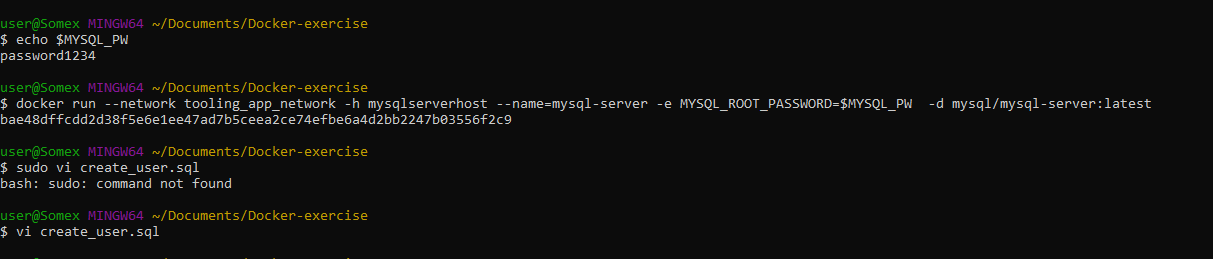 user@Somex MINGW64 ~/Documents/Docker-exercise
$ echo $MYSQL_PW
password1234
user@Somex MINGW64 ~/Documents/Docker-exercise
$ docker run --network tooling_app_network -h mysqlserverhost --name=mysql-server -e MYSQL_ROOT_PASSWORD=$MYSQL_PW  -d mysql/mysql-server:latest
bae48dffcdd2d38f5e6e1ee47ad7b5ceea2ce74efbe6a4d2bb2247b03556f2c9
user@Somex MINGW64 ~/Documents/Docker-exercise
$ sudo vi create_user.sql
bash: sudo: command not found
user@Somex MINGW64 ~/Documents/Docker-exercise
$ vi create_user.sql